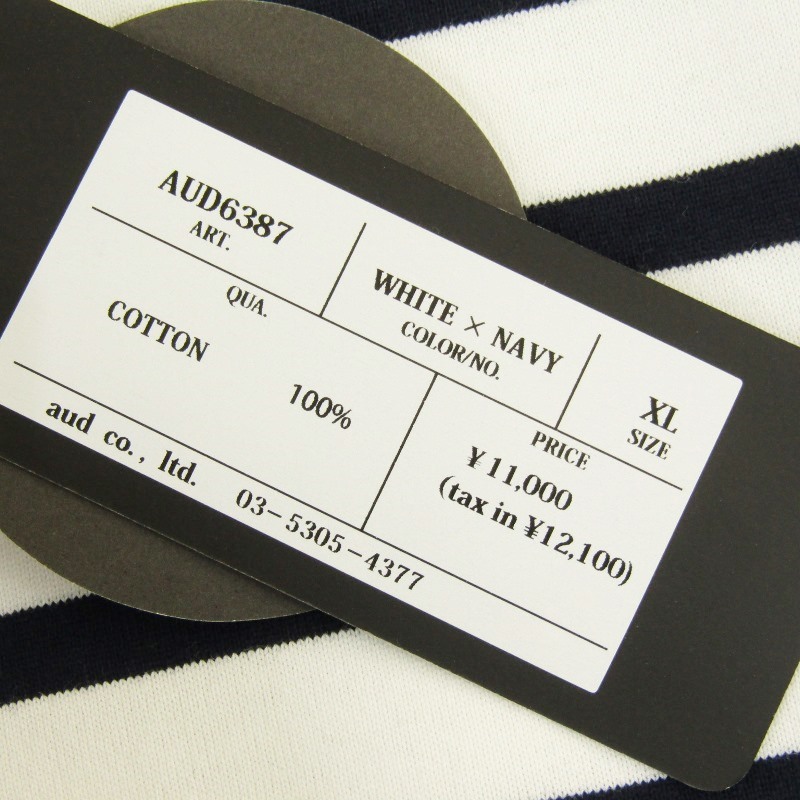 AUD6387
ART.
WHITE × NAVY
COLOR/NO.
XL
SIZE
QUA.
COTTON
100%
PRICE
¥11,000
(tax in ¥12,100)
aud co., ltd. 03-5305-4377